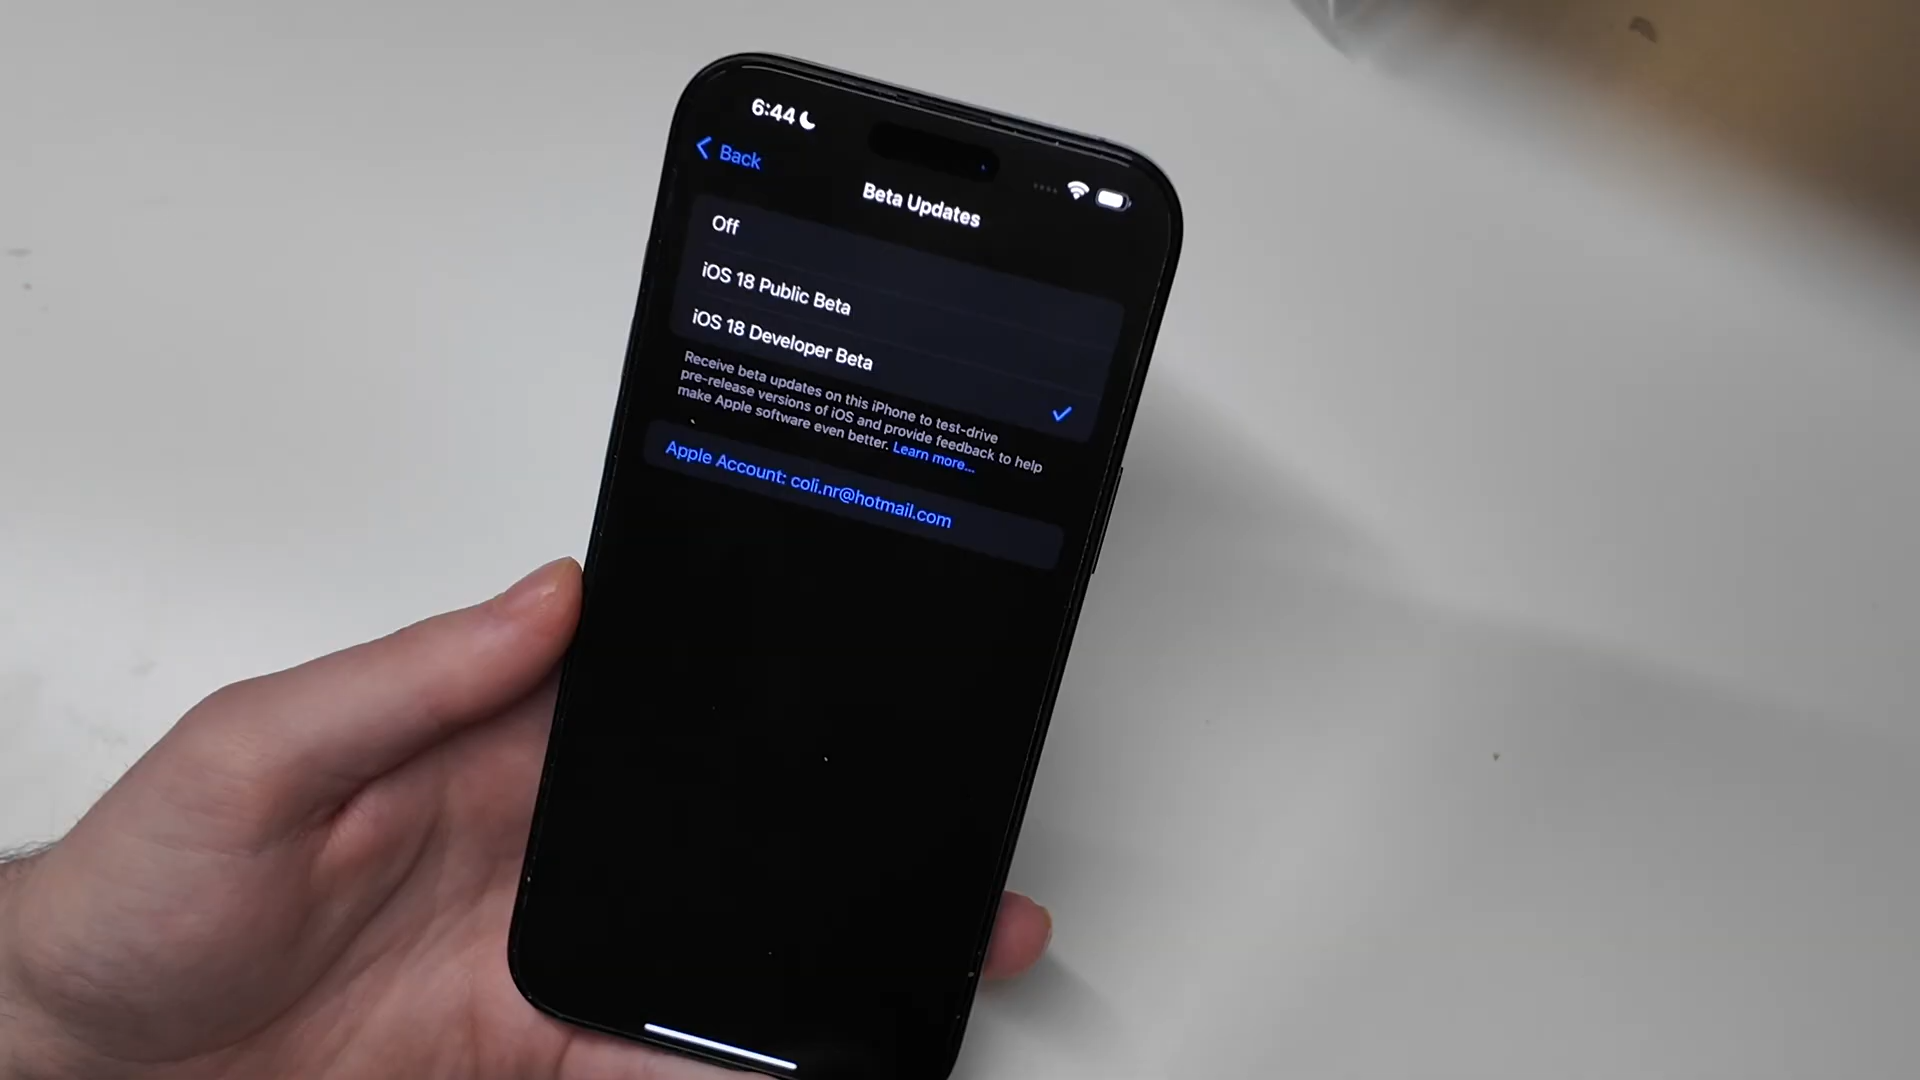 6:44
Back
Beta Updates
Off
iOS 18 Public Beta
iOS 18 Developer Beta
Receive beta updates on this iPhone to test-drive
pre-release versions of iOS and provide feedback to help
make Apple software even better. Learn more...
Apple Account: coli.nr@hotmail.com